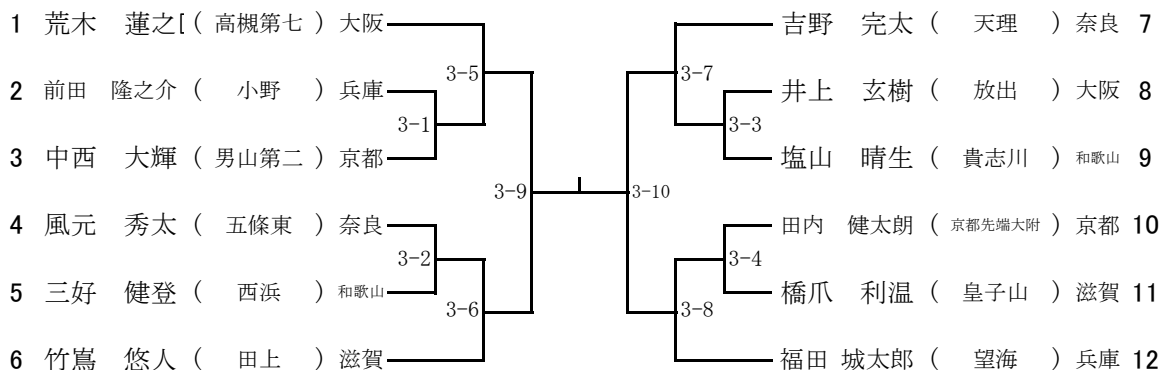 1 荒木 蓮之[ ( 高槻第七 ) 大阪
3-5
2 前田 隆之介 ( 小野 ) 兵庫
3-1
3 中西 大輝 ( 男山第二 ) 京都
3-9
4 風元 秀太 ( 五條東 ) 奈良
3-2
5 三好 健登 ( 西浜 ) 和歌山
3-6
6 竹嶌 悠人 ( 田上 ) 滋賀
吉野 完太 ( 天理 ) 奈良 7
3-7
井上 玄樹 ( 放出 ) 大阪 8
3-3
塩山 晴生 ( 貴志川 ) 和歌山 9
3-10
田内 健太朗 ( 京都先端大附 ) 京都 10
3-4
橋爪 利温 ( 皇子山 ) 滋賀 11
3-8
福田 城太郎 ( 望海 ) 兵庫 12